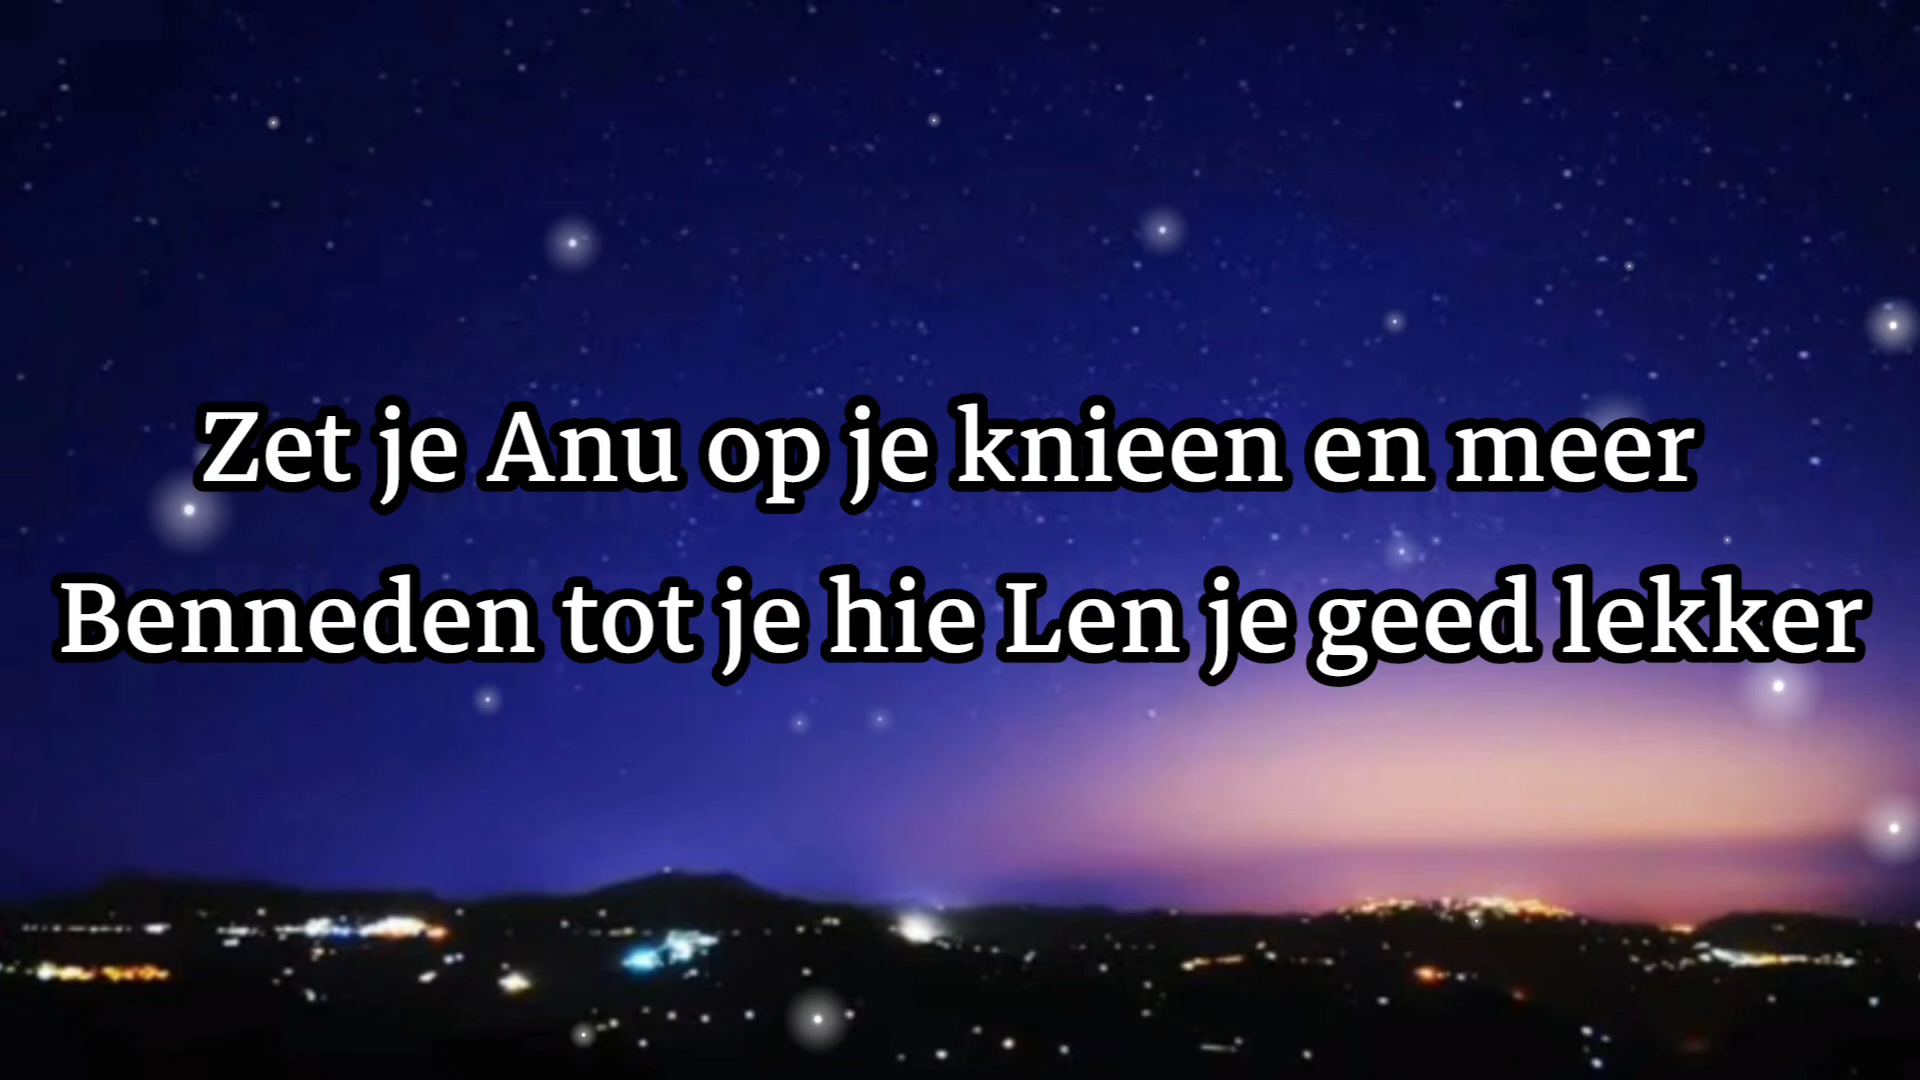 Zet je Anu op je knieen en meer
Benneden tot je hie Len je geed lekker